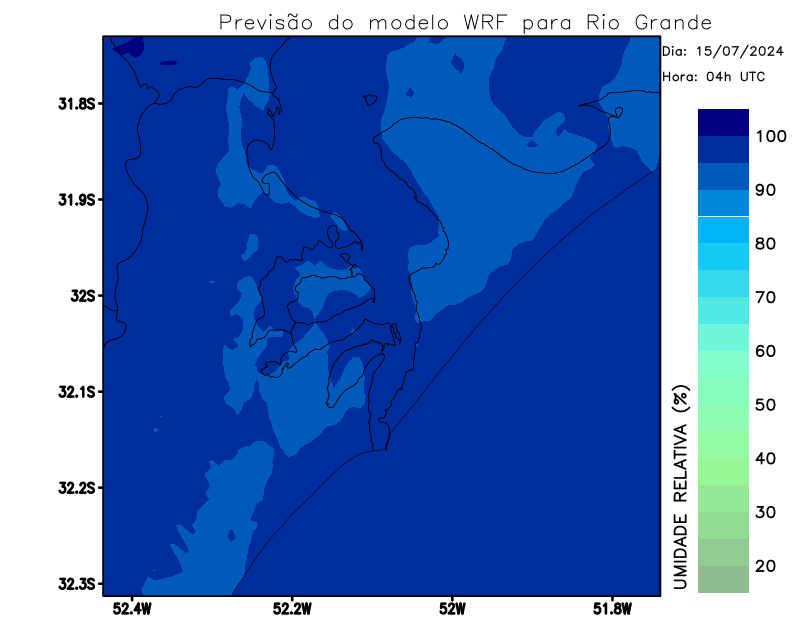 Previsão do modelo WRF para Rio Grande
Dia: 15/07/2024
Hora: 04h UTC
31.8S
31.9S
32S
32.1S
32.2S
32.3S
52.4W
52.2W
52W
51.8W
UMIDADE RELATIVA (%)
100
90
80
70
60
50
40
30
20